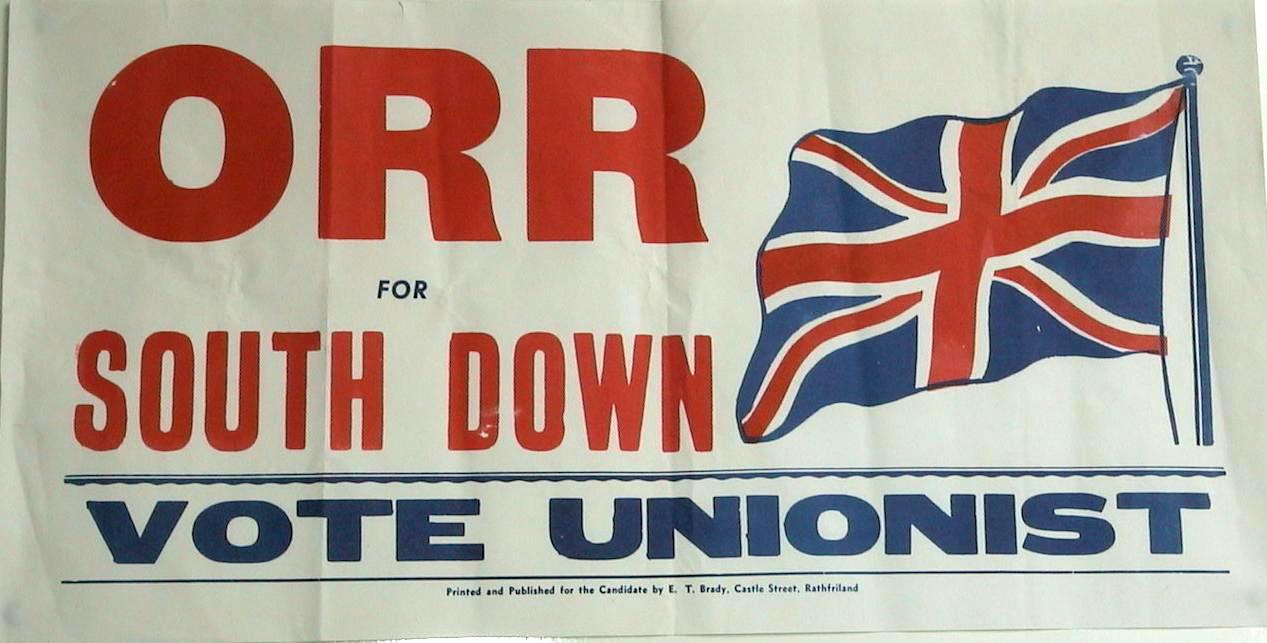 ORR
FOR
SOUTH DOWN
VOTE UNIONIST
Printed and Published for the Candidate by E. T. Brady, Castle Street, Rathfriland